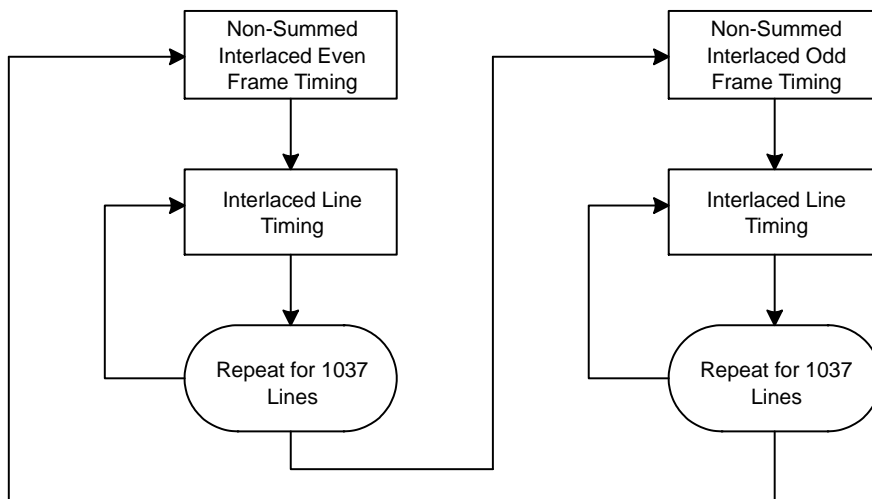 Non-Summed
Interlaced Even
Frame Timing
Interlaced Line
Timing
Repeat for 1037
Lines
Non-Summed
Interlaced Odd
Frame Timing
Interlaced Line
Timing
Repeat for 1037
Lines